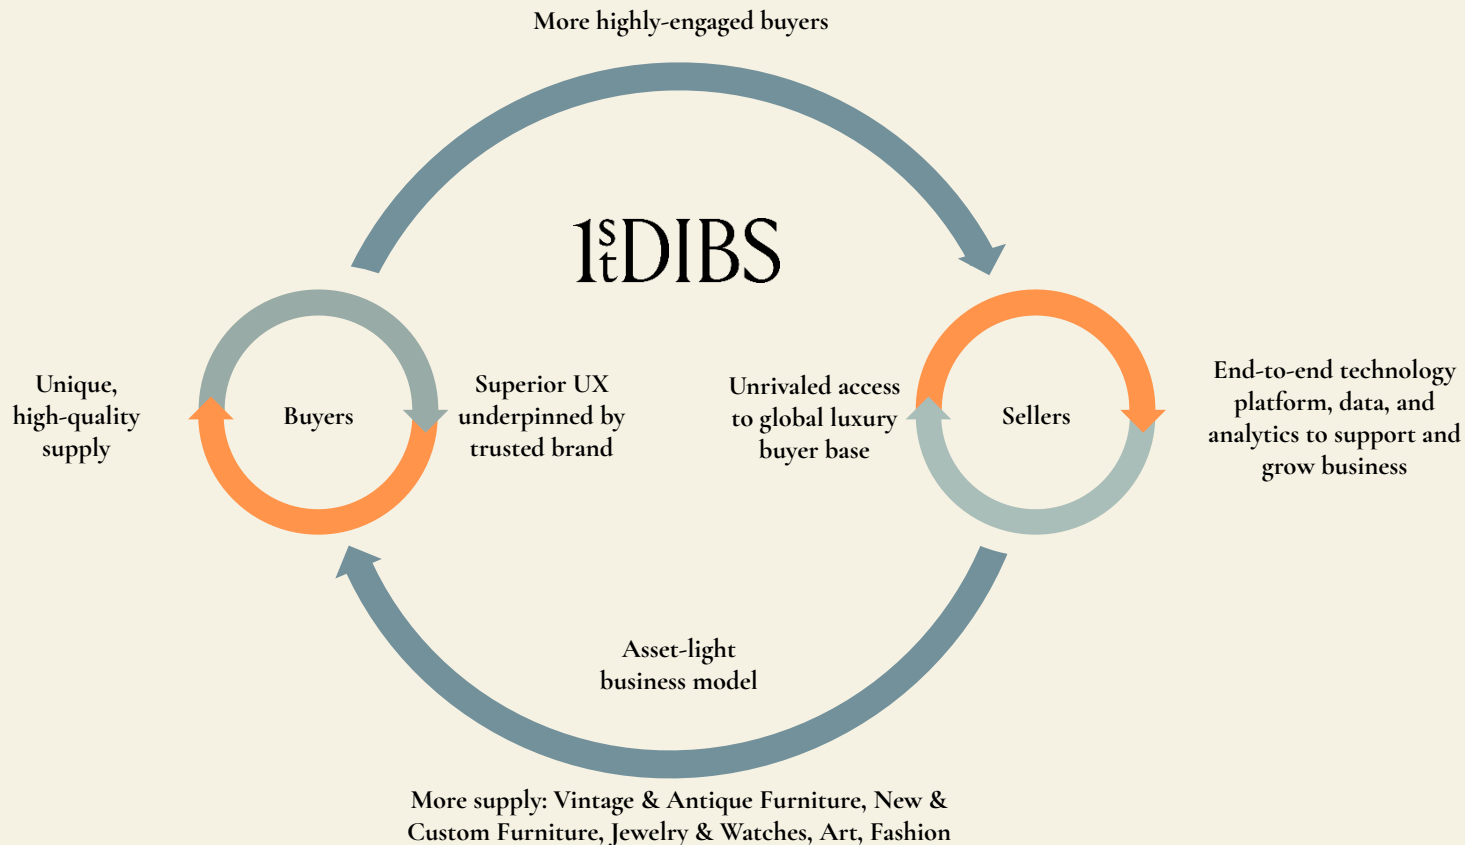 More highly-engaged buyers
1stDIBS
Unique,
high-quality
supply
Buyers
Superior UX
underpinned by
trusted brand
Unrivaled access
to global luxury
buyer base
Sellers
End-to-end technology
platform, data, and
analytics to support and
grow business
Asset-light
business model
More supply: Vintage & Antique Furniture, New &
Custom Furniture, Jewelry & Watches, Art, Fashion